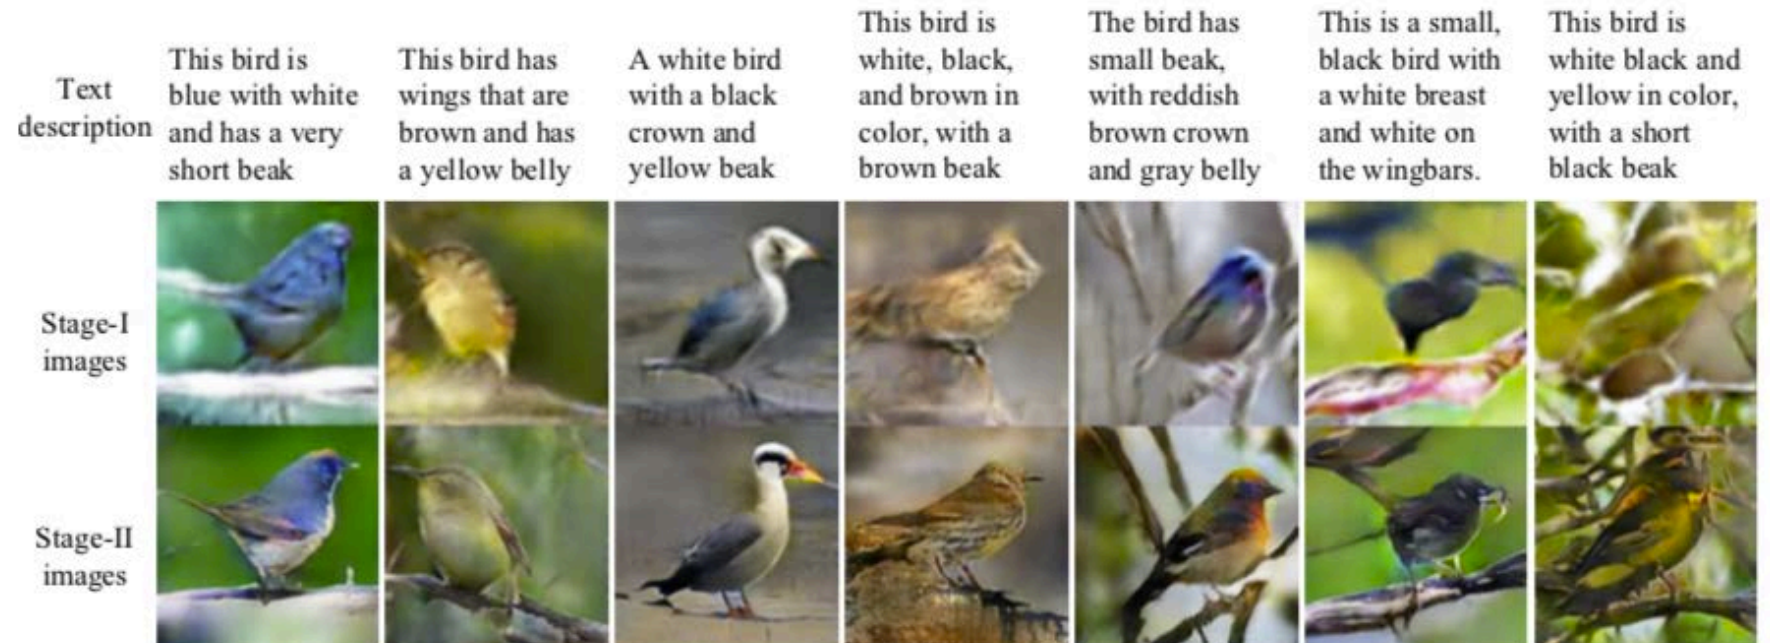 Text
description
This bird is
blue with white
and has a very
short beak
This bird has
wings that are
brown and has
a yellow belly
A white bird
with a black
crown and
yellow beak
This bird is
white, black,
and brown in
color, with a
brown beak
The bird has
small beak,
with reddish
brown crown
and gray belly
This is a small,
black bird with
a white breast
and white on
the wingbars.
This bird is
white black and
yellow in color,
with a short
black beak
Stage-I
images
Stage-II
images